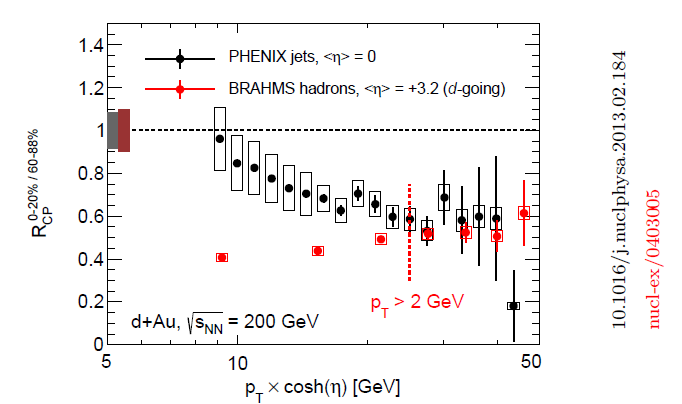 1.4
1.2
1
0.8
0.6
0.4
0.2
0
R_CP^0-20% / 60-88%
PHENIX jets, <η> = 0
BRAHMS hadrons, <η> = +3.2 (d-going)
p_T > 2 GeV
d+Au, √s_NN = 200 GeV
5 10 50
p_T × cosh(η) [GeV]
10.1016/j.nuclphysa.2013.02.184
nucl-ex/0403005